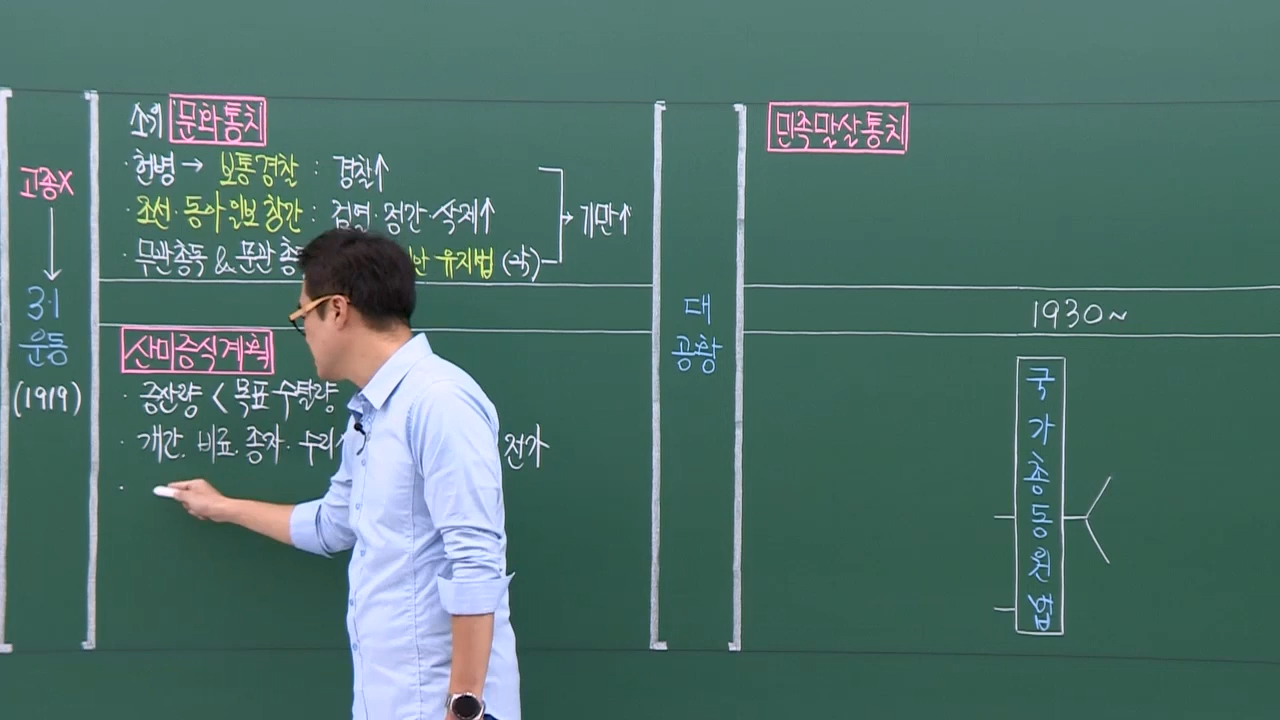 고종X
3·1
운동
(1919)
소위 문화통치
· 헌병 → 보통경찰 : 경찰↑
· 조선·동아일보 창간 : 검열·정간·삭제↑
· 무관총독 & 문관총 유지법 (각)
→ 기만↑
산미증식계획
· 증산량 < 목표 수탈량
· 개간. 비료. 종자. 수리 전가
·
대
공황
민족말살통치
1930~
국
가
총
동
원
법